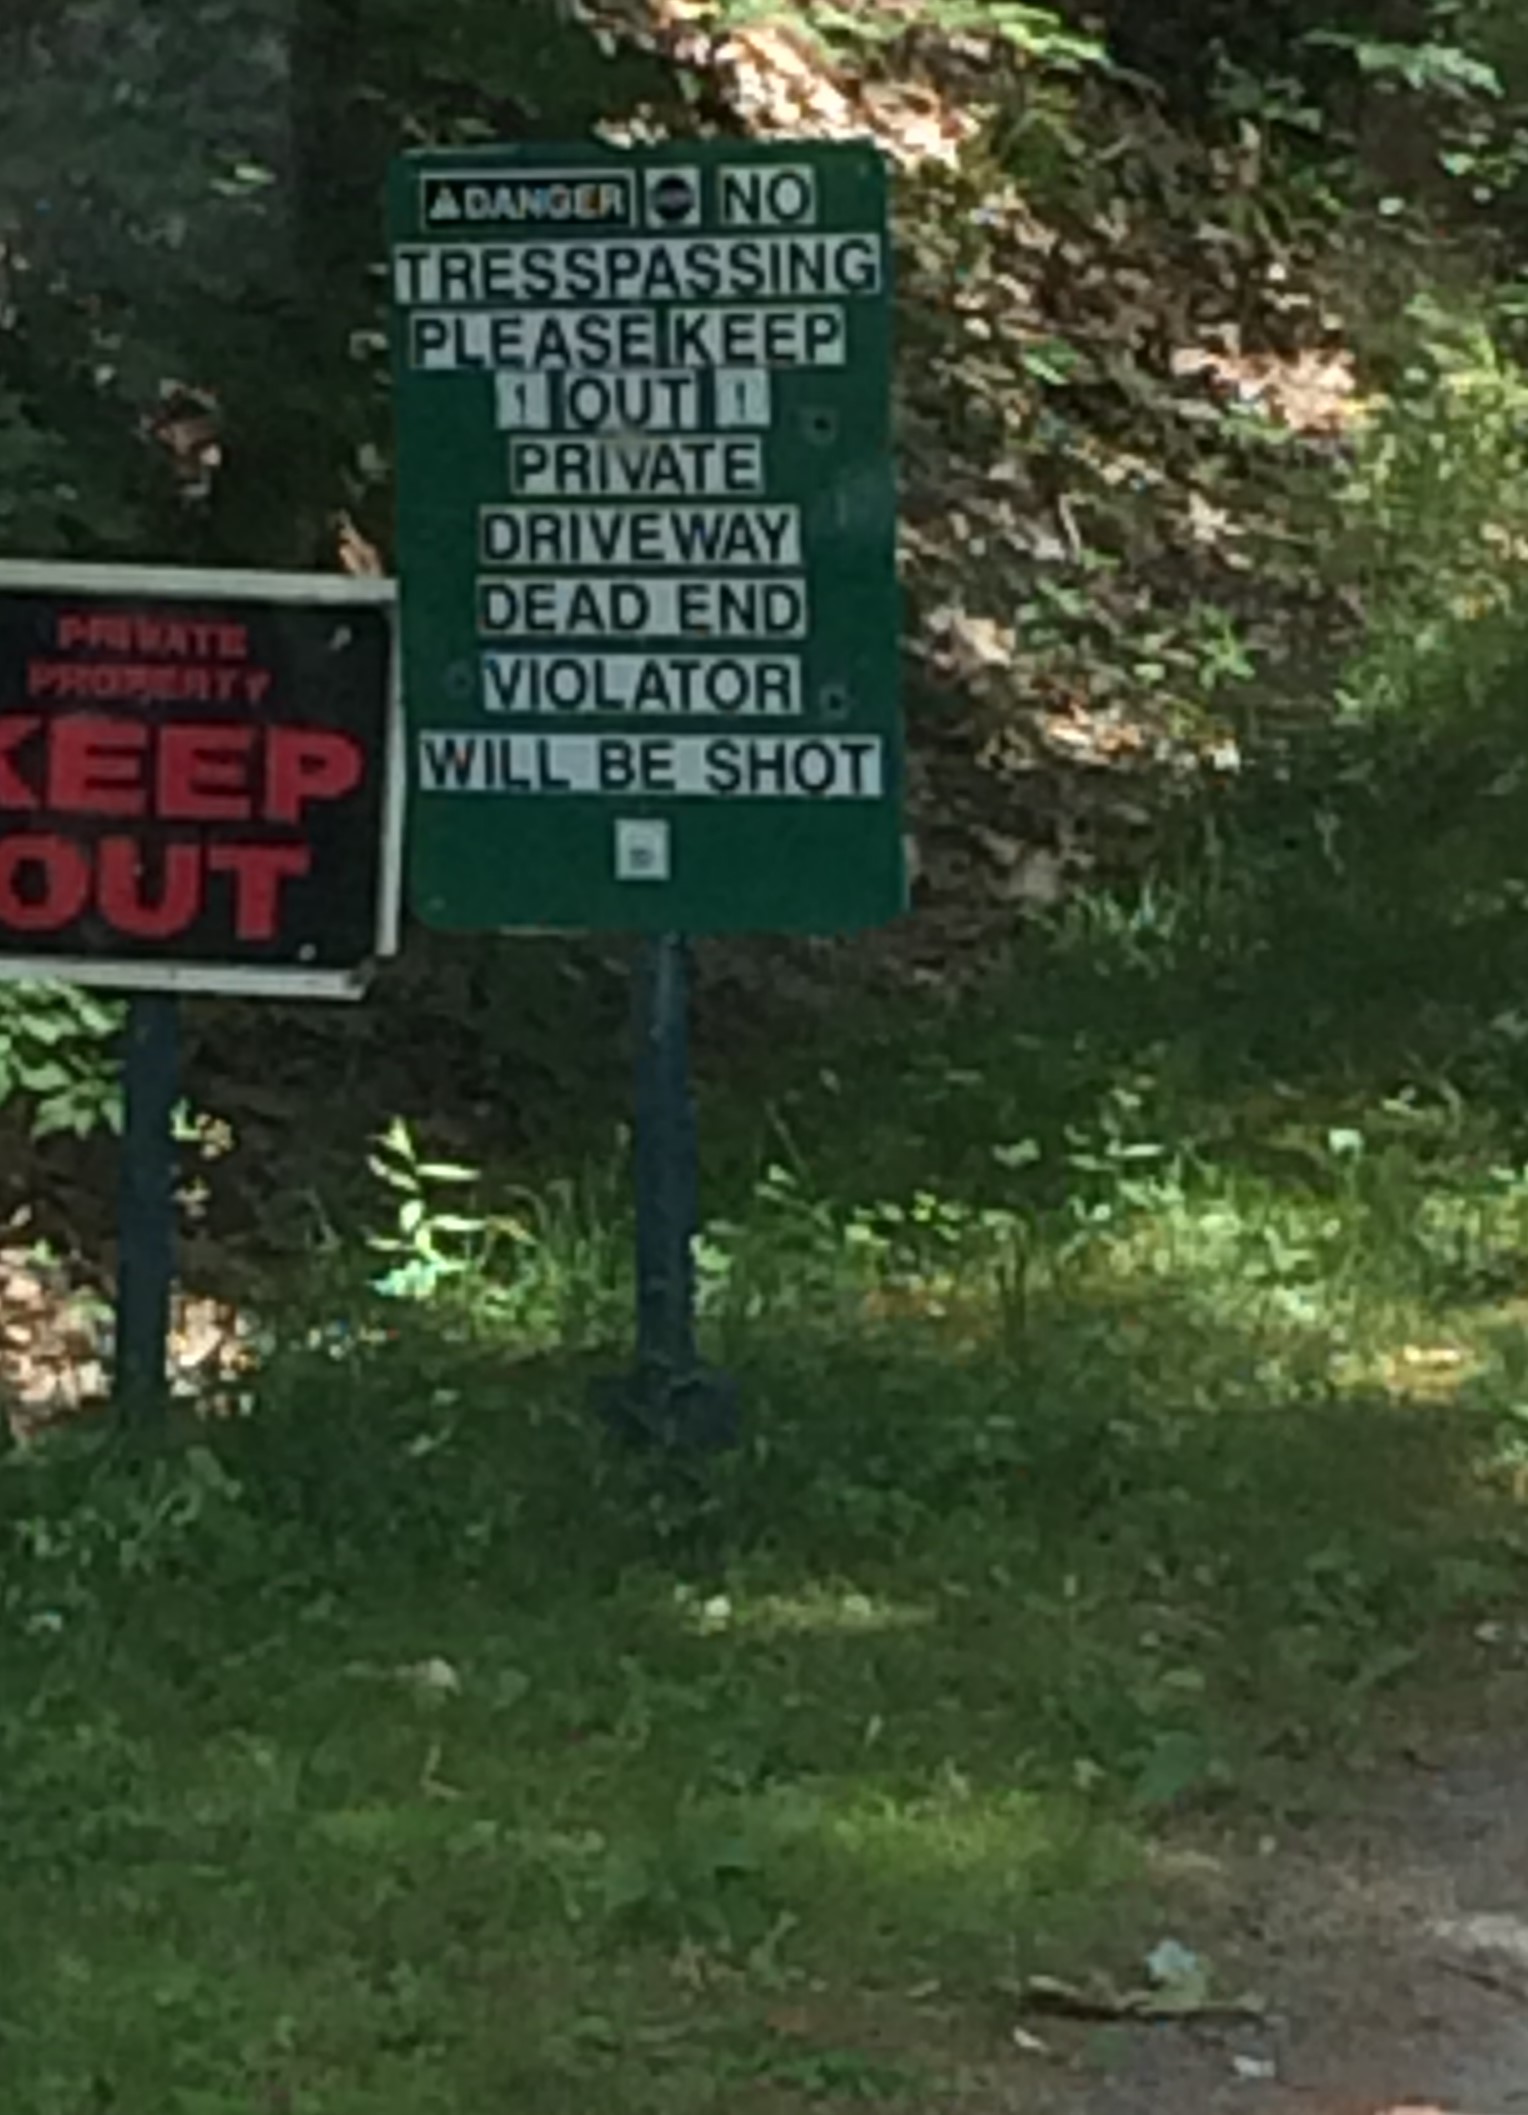 PRIVATE
PROPERTY
KEEP
OUT
DANGER NO
TRESSPASSING
PLEASE KEEP
! OUT !
PRIVATE
DRIVEWAY
DEAD END
VIOLATOR
WILL BE SHOT